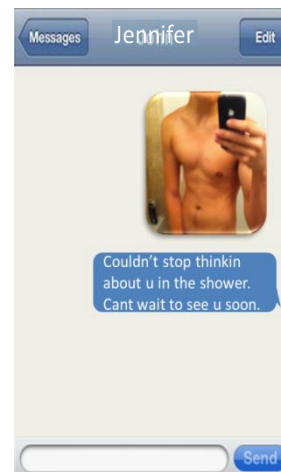 Messages
Jennifer
Edit
Couldn't stop thinkin
about u in the shower.
Cant wait to see u soon.
Send